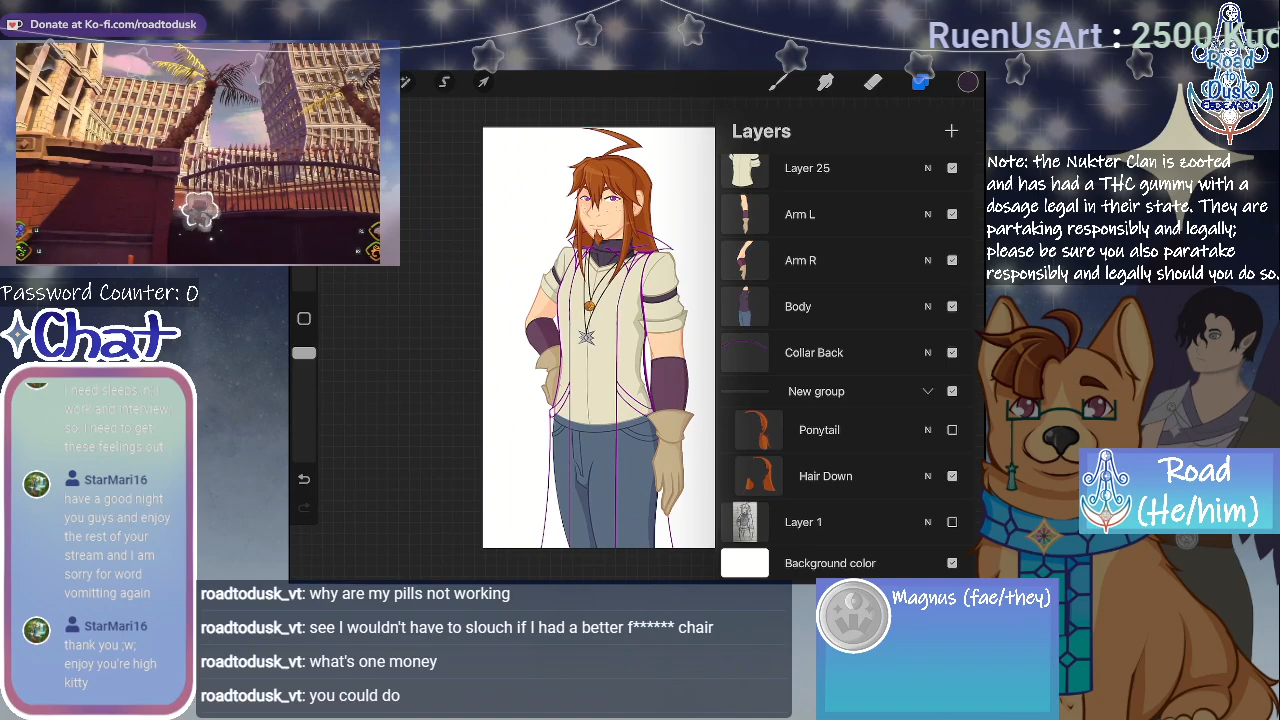 Donate at Ko-fi.com/roadtodusk
RuenUsArt : 2500 Kuc
Road
to
Dusk
EDUCATION
Layers
Layer 25 N
Arm L N
Arm R N
Body N
Collar Back N
New group
Ponytail N
Hair Down N
Layer 1 N
Background color
Note: the Nukter Clan is zooted
and has had a THC gummy with a
dosage legal in their state. They are
partaking responsibly and legally;
please be sure you also paratake
responsibly and legally should you do so.
Password Counter: 0
Chat
I need sleeps n, i
work and interview
so. I need to get
these feelings out
StarMari16
have a good night
you guys and enjoy
the rest of your
stream and I am
sorry for word
vomitting again
StarMari16
thank you ;w;
enjoy you're high
kitty
roadtodusk_vt: why are my pills not working
roadtodusk_vt: see I wouldn't have to slouch if I had a better f****** chair
roadtodusk_vt: what's one money
roadtodusk_vt: you could do
Road
(He/him)
Magnus (fae/they)